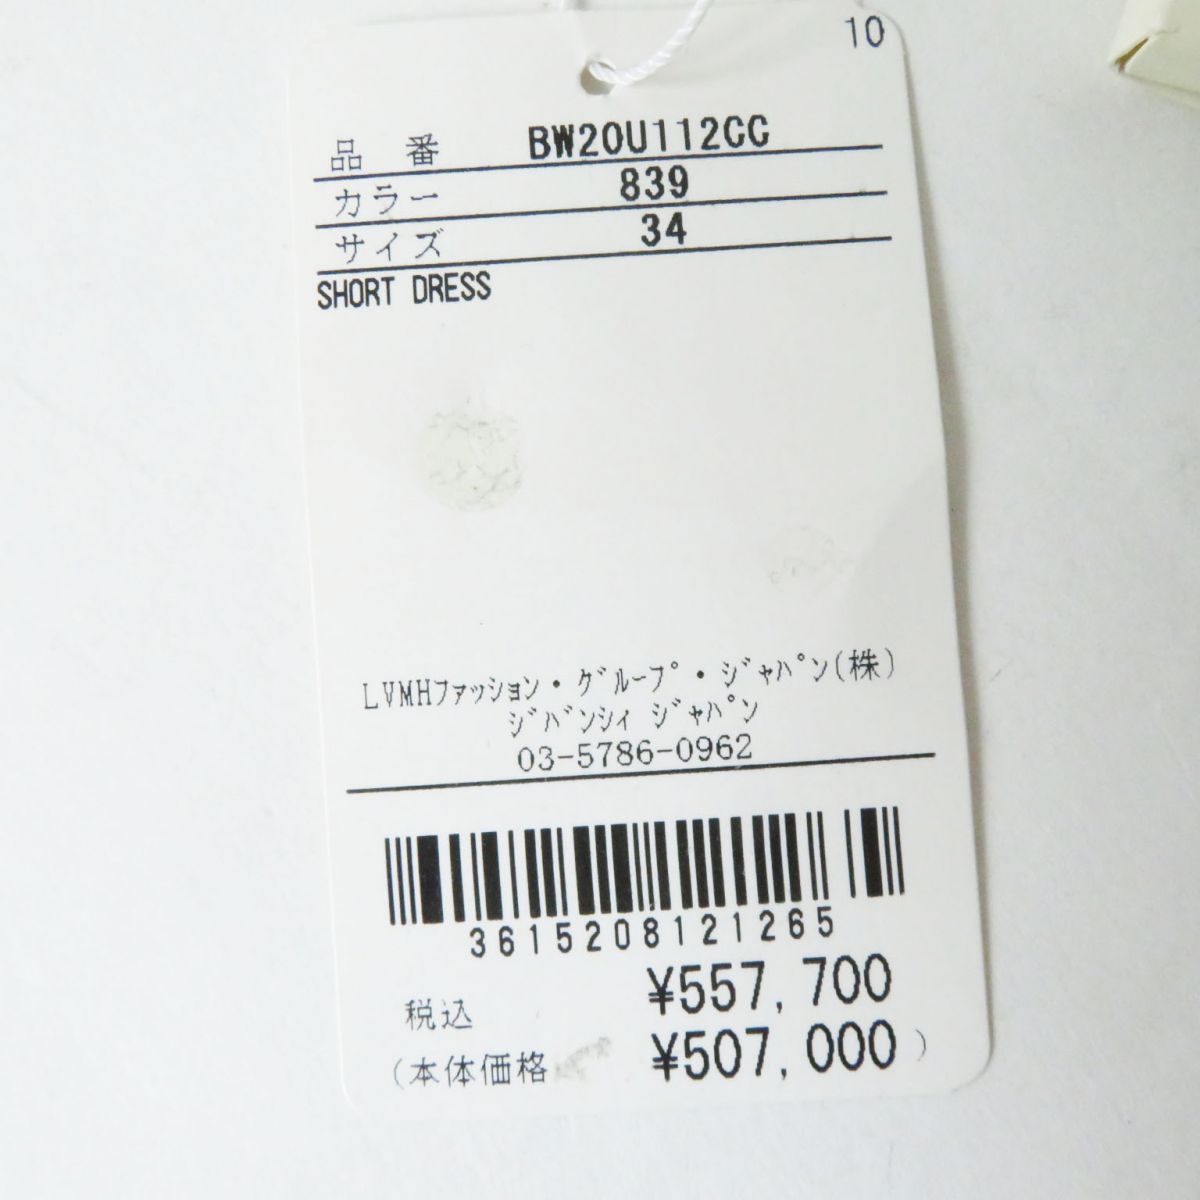 10
品 番 BW20U112CG
カラー 839
サイズ 34
SHORT DRESS
LVMHファッション・グループ・ジャパン(株)
ジバンシィ ジャパン
03-5786-0962
3615208121265
税込 ¥557,700
(本体価格 ¥507,000)